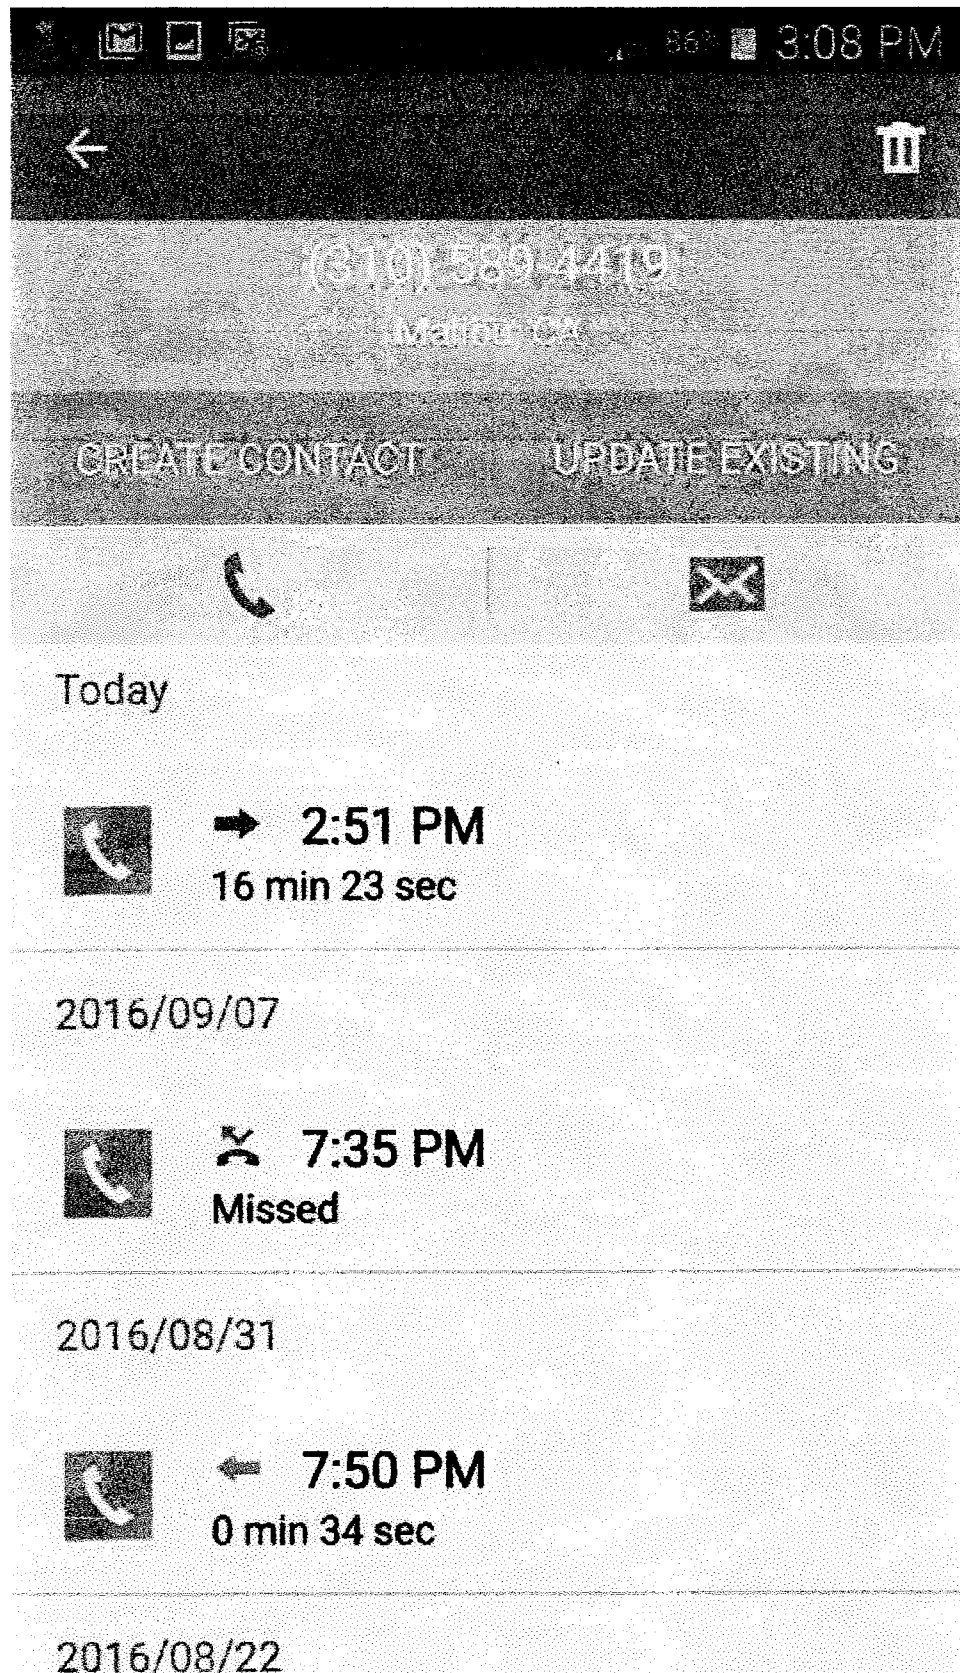 86% 3:08 PM
(310) 589-4419
Malibu, CA
CREATE CONTACT UPDATE EXISTING
Today
2:51 PM
16 min 23 sec
2016/09/07
7:35 PM
Missed
2016/08/31
7:50 PM
0 min 34 sec
2016/08/22